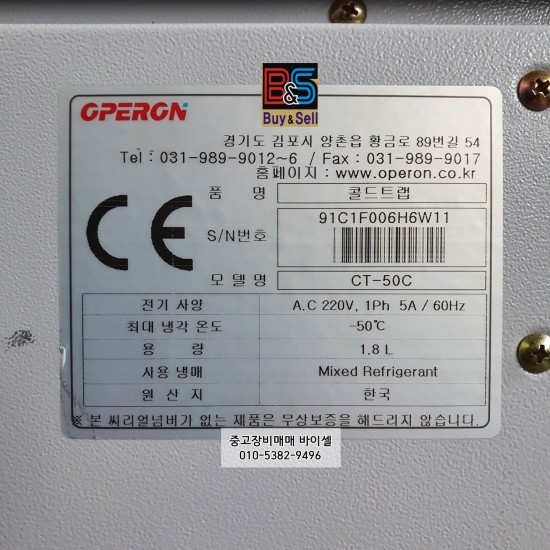 B&S
Buy & Sell
OPERON
경기도 김포시 양촌읍 황금로 89번길 54
Tel : 031-989-9012~6 / Fax : 031-989-9017
홈페이지 : www.operon.co.kr
CE
품 명 콜드트랩
S/N번호 91C1F006H6W11
모 델 명 CT-50C
전기 사양 A.C 220V, 1Ph 5A / 60Hz
최대 냉각 온도 -50℃
용 량 1.8 L
사용 냉매 Mixed Refrigerant
원 산 지 한국
※ 본 씨리얼넘버가 없는 제품은 무상보증을 해드리지 않습니다.
중고장비매매 바이셀
010-5382-9496